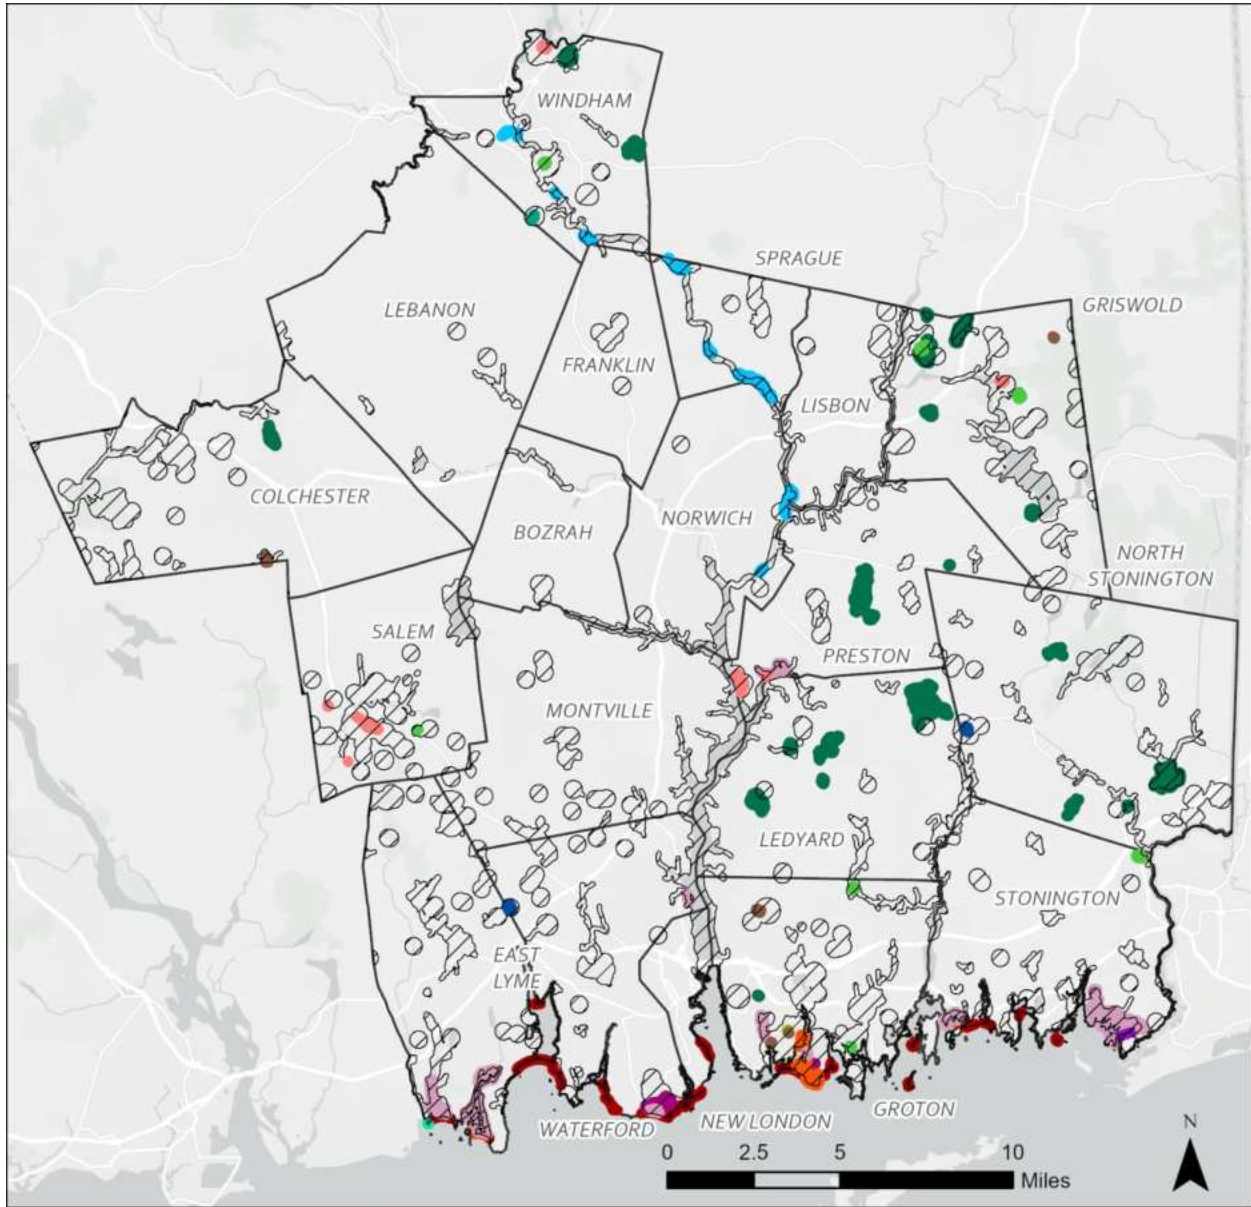 WINDHAM
SPRAGUE
GRISWOLD
LEBANON
FRANKLIN
LISBON
COLCHESTER
NORWICH
BOZRAH
NORTH
STONINGTON
SALEM
PRESTON
MONTVILLE
LEDYARD
STONINGTON
EAST
LYME
GROTON
NEW LONDON
WATERFORD
N
0 2.5 5 10
Miles